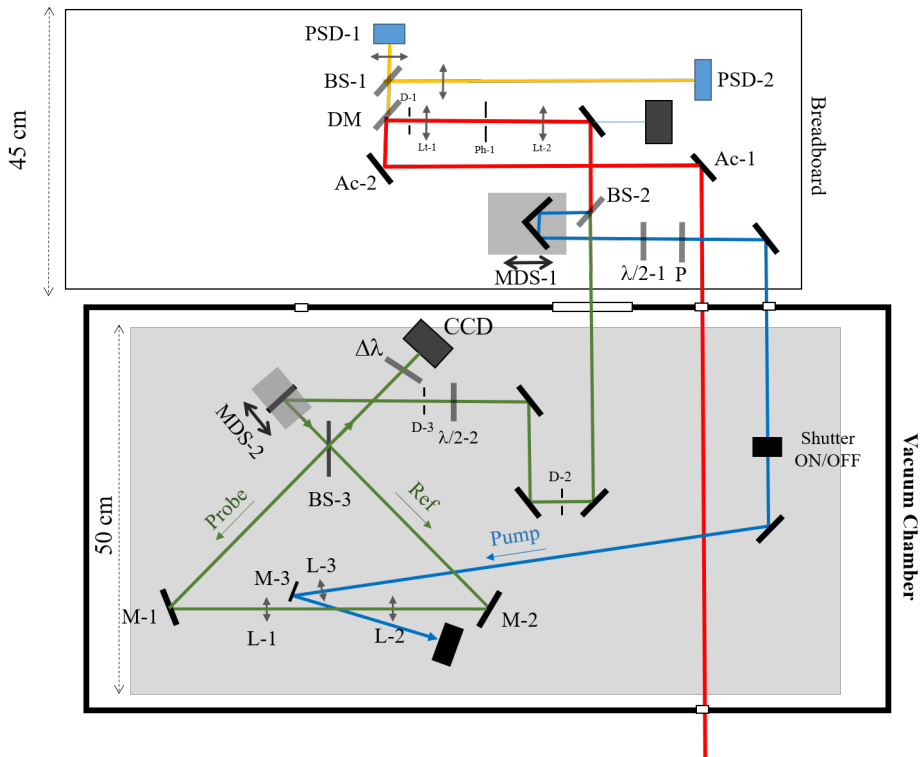 PSD-1
BS-1
PSD-2
D-1
DM
Lt-1
Ph-1
Lt-2
Ac-2
Ac-1
BS-2
MDS-1
λ/2-1
P
Breadboard
45 cm
CCD
Δλ
MDS-2
D-3
λ/2-2
BS-3
D-2
Shutter
ON/OFF
Probe
Ref
Pump
L-3
M-3
M-1
L-1
L-2
M-2
50 cm
Vacuum Chamber